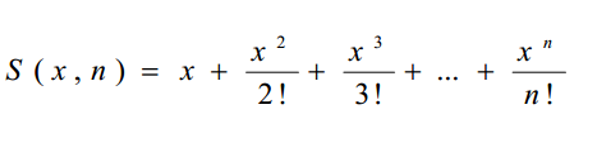 S ( x , n ) = x + x^2/2! + x^3/3! + ... + x^n/n!